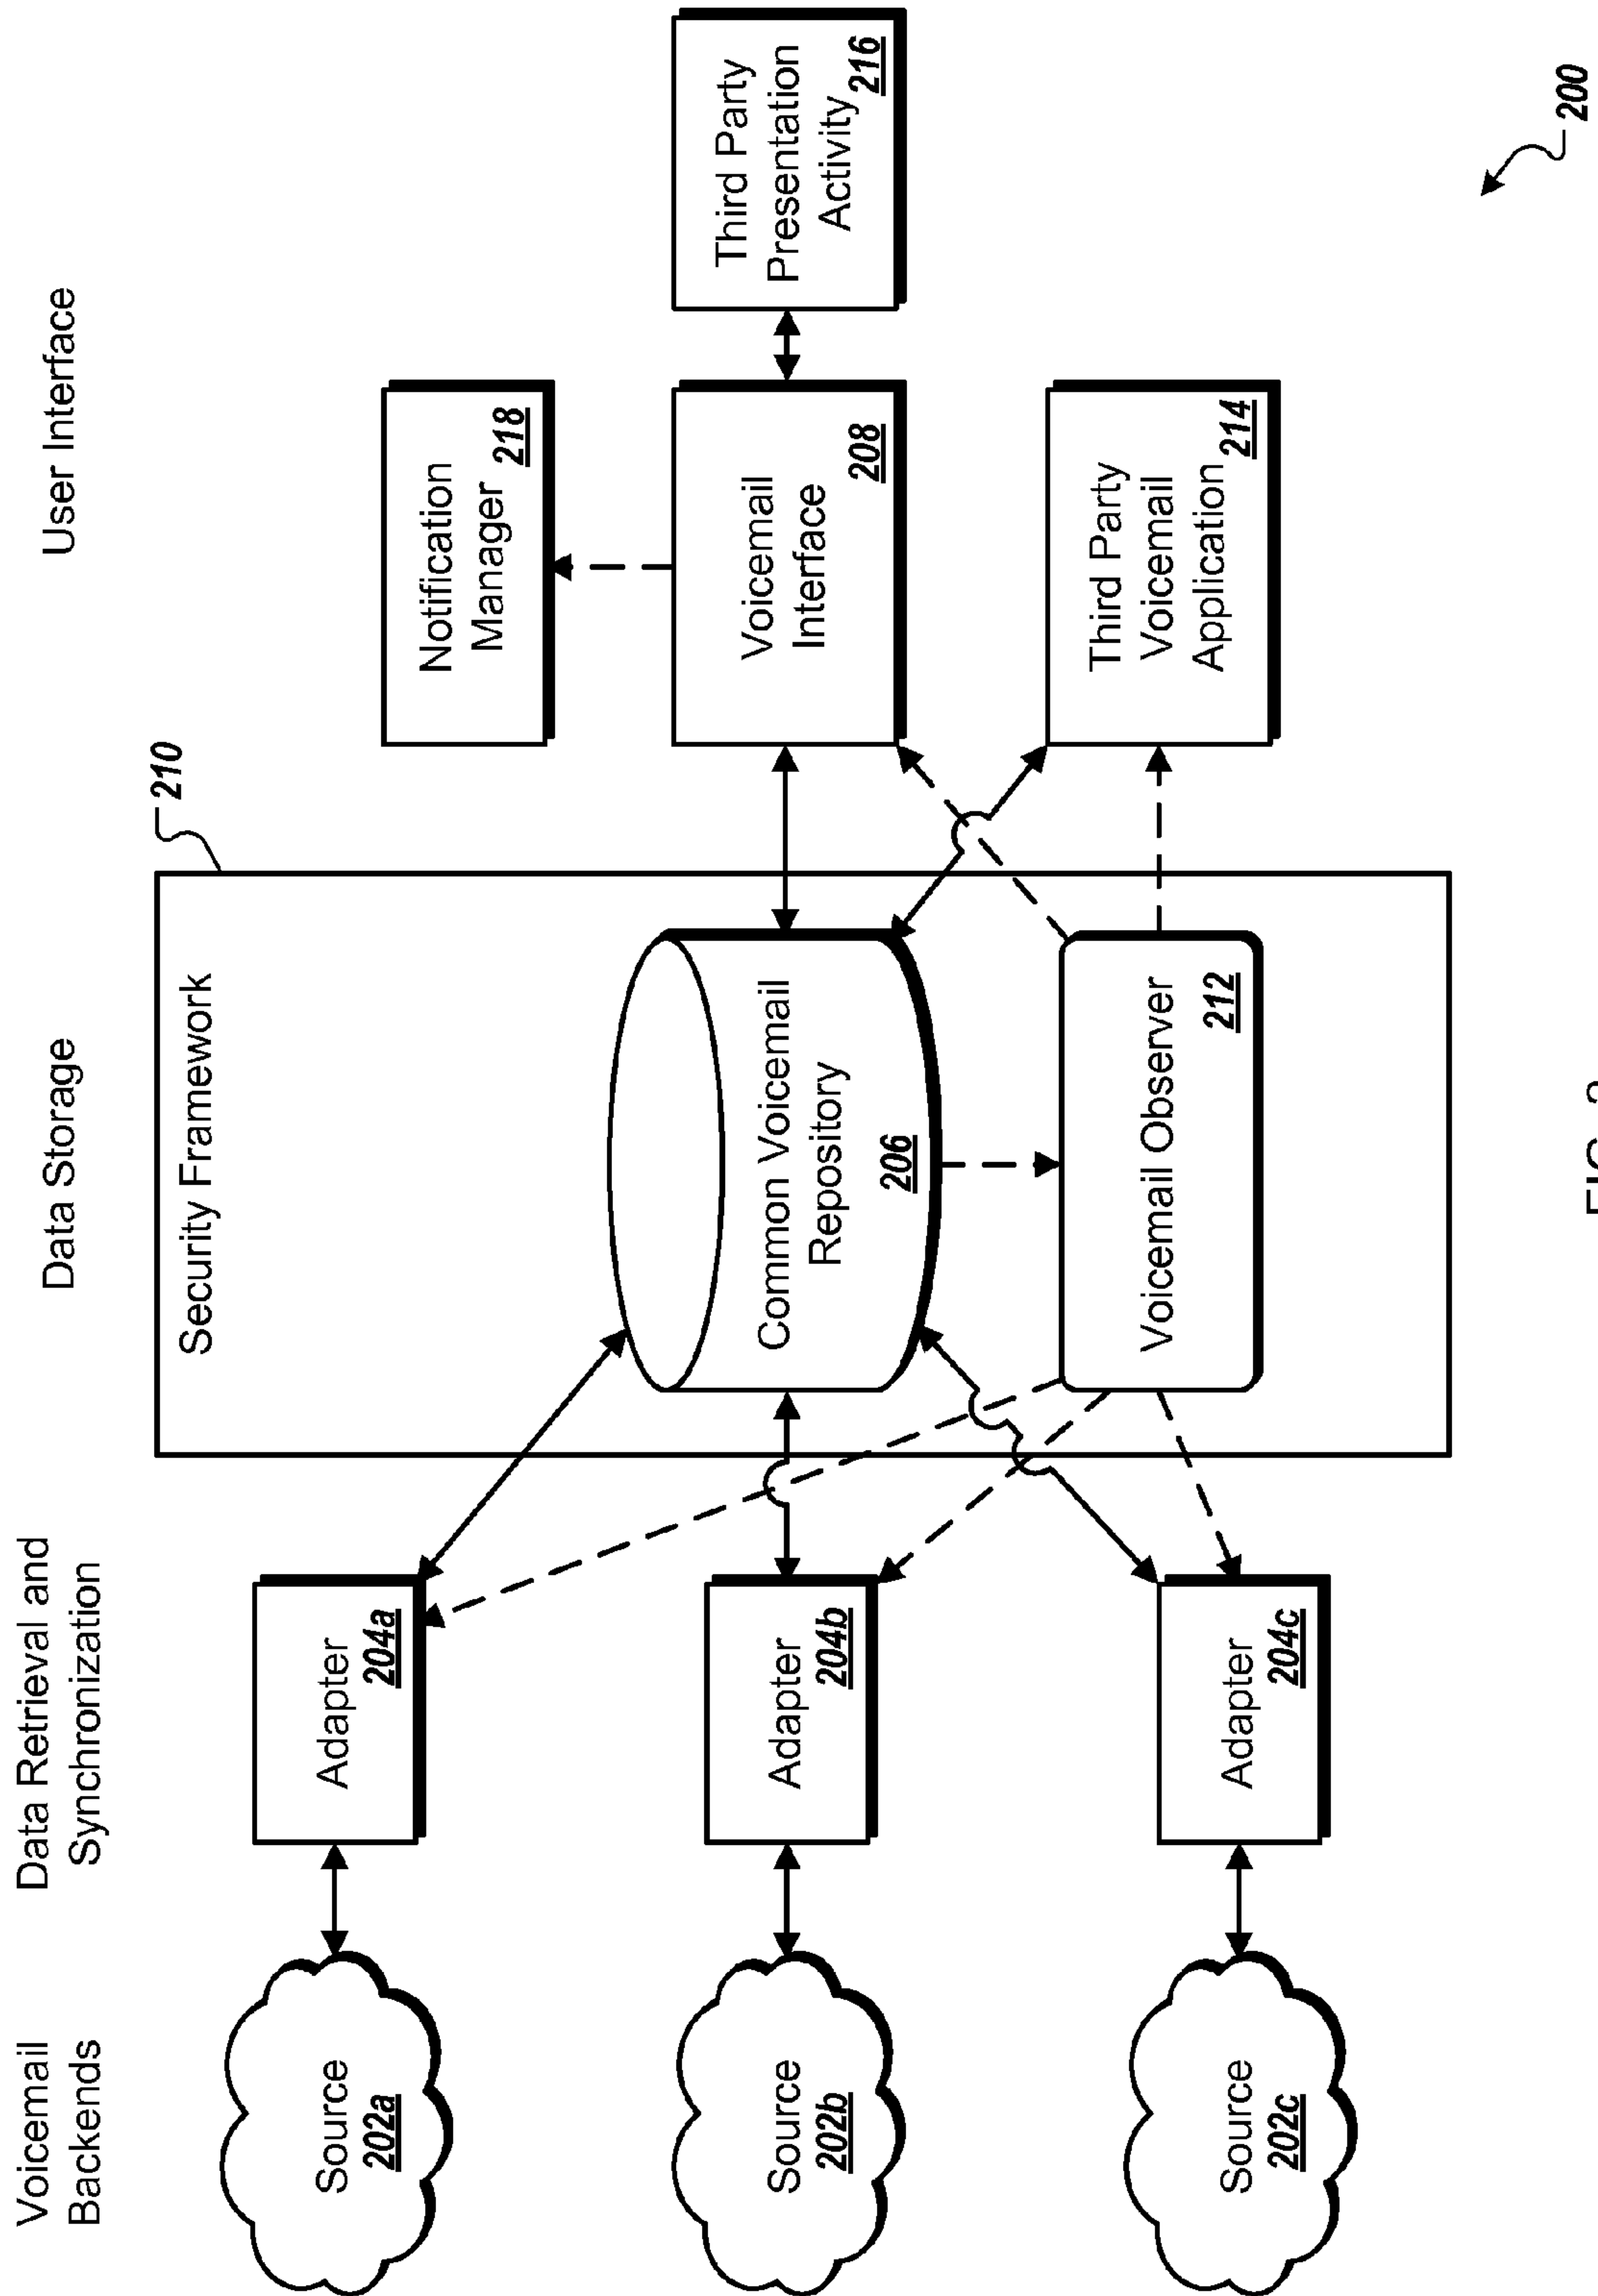 Voicemail
Backends
Data Retrieval and
Synchronization
Data Storage
User Interface
210
Security Framework
Source
202a
Adapter
204a
Notification
Manager
218
Source
202b
Adapter
204b
Common Voicemail
Repository
206
Voicemail
Interface
208
Third Party
Presentation
Activity
216
Source
202c
Adapter
204c
Voicemail Observer
212
Third Party
Voicemail
Application
214
200
FIG. 2